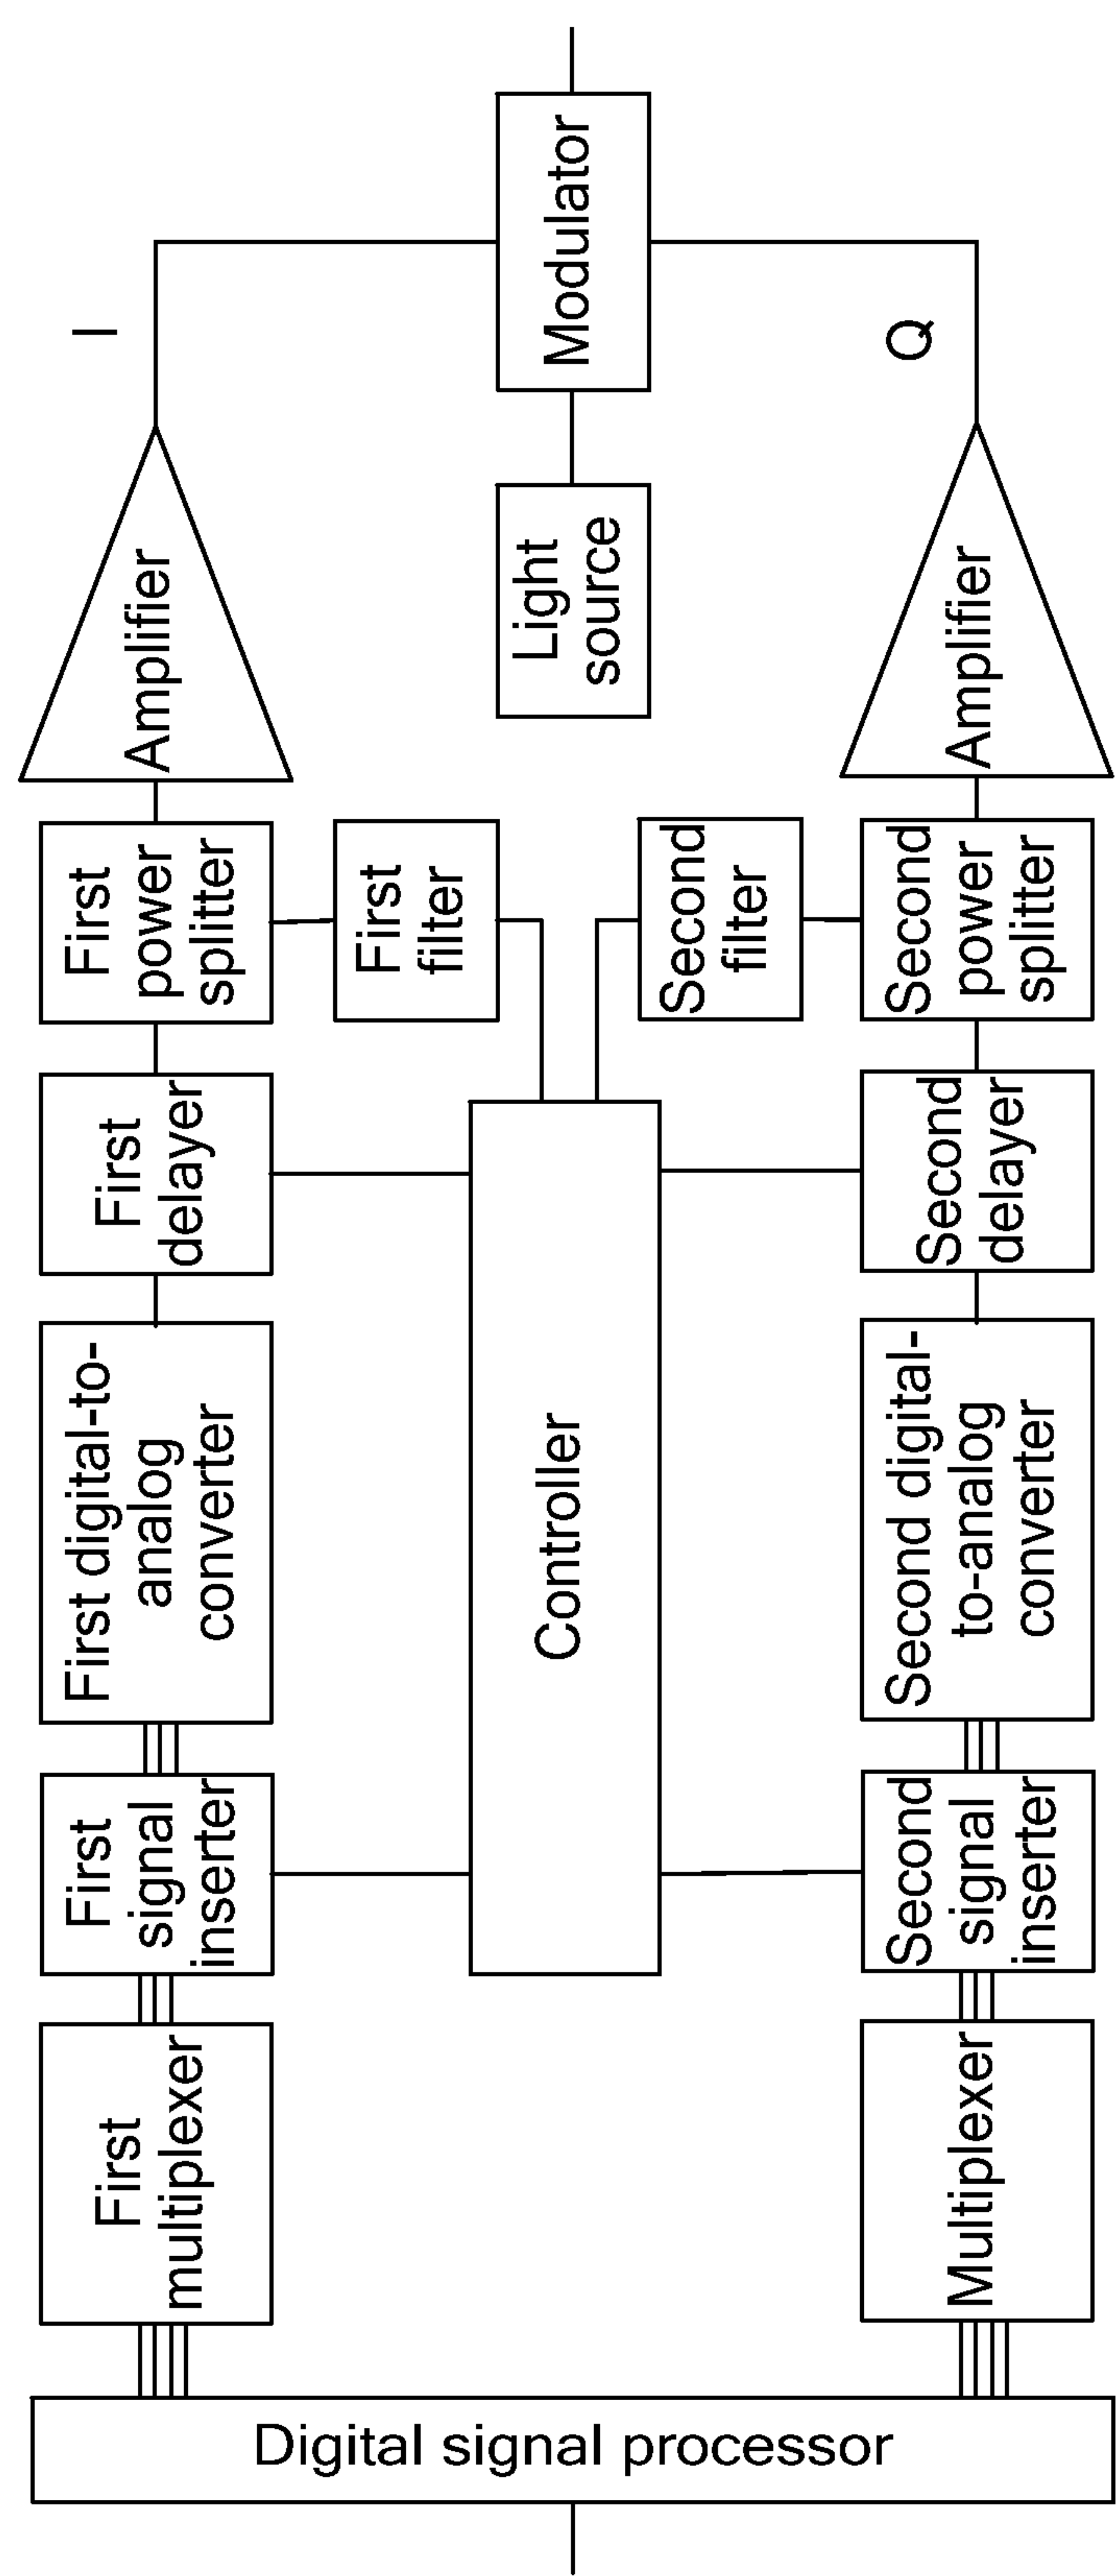 Digital signal processor
First
multiplexer
First
signal
inserter
First digital-to-
analog
converter
First
delayer
First
power
splitter
Amplifier
I
First
filter
Controller
Light
source
Modulator
Second
filter
Multiplexer
Second
signal
inserter
Second digital-
to-analog
converter
Second
delayer
Second
power
splitter
Amplifier
Q